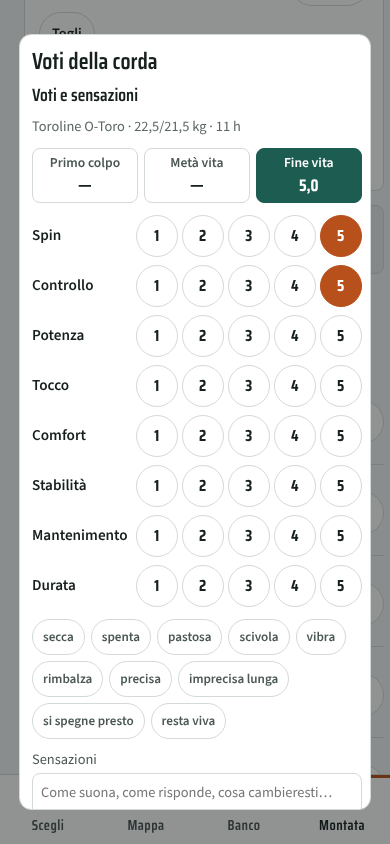 Togli
Voti della corda
Voti e sensazioni
Toroline O-Toro · 22,5/21,5 kg · 11 h
Primo colpo Metà vita Fine vita
— — 5,0
Spin 1 2 3 4 5
Controllo 1 2 3 4 5
Potenza 1 2 3 4 5
Tocco 1 2 3 4 5
Comfort 1 2 3 4 5
Stabilità 1 2 3 4 5
Mantenimento 1 2 3 4 5
Durata 1 2 3 4 5
secca spenta pastosa scivola vibra
rimbalza precisa imprecisa lunga
si spegne presto resta viva
Sensazioni
Come suona, come risponde, cosa cambieresti…
Scegli Mappa Banco Montata